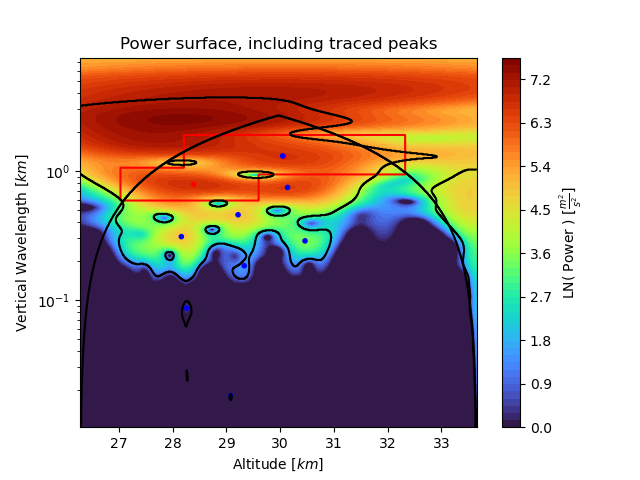 Power surface, including traced peaks
Vertical Wavelength [km]
10⁰
10⁻¹
27 28 29 30 31 32 33
Altitude [km]
7.2
6.3
5.4
4.5
3.6
2.7
1.8
0.9
0.0
LN( Power ) [m²/s²]